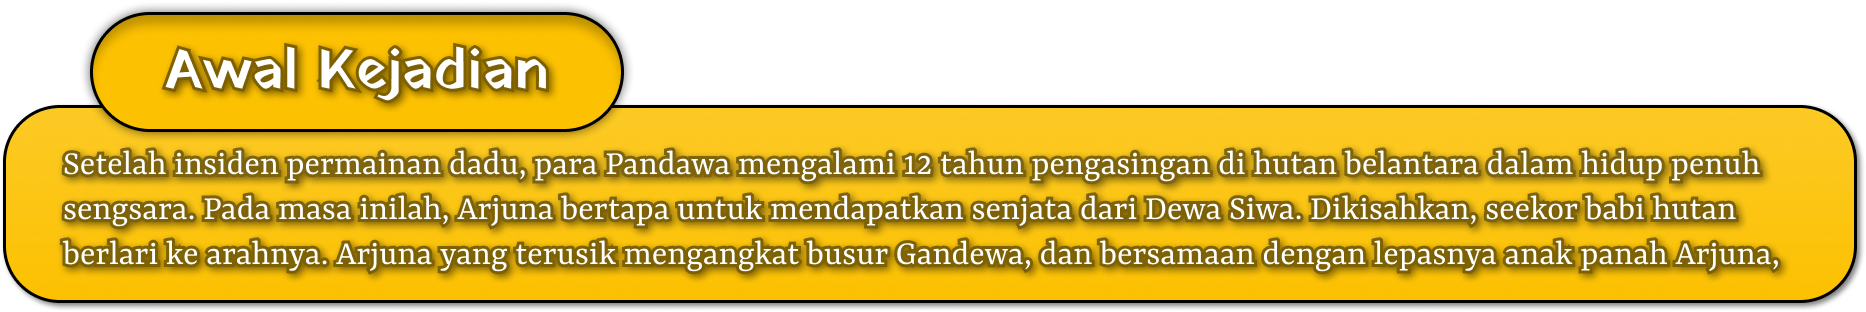 Awal Kejadian
Setelah insiden permainan dadu, para Pandawa mengalami 12 tahun pengasingan di hutan belantara dalam hidup penuh
sengsara. Pada masa inilah, Arjuna bertapa untuk mendapatkan senjata dari Dewa Siwa. Dikisahkan, seekor babi hutan
berlari ke arahnya. Arjuna yang terusik mengangkat busur Gandewa, dan bersamaan dengan lepasnya anak panah Arjuna,